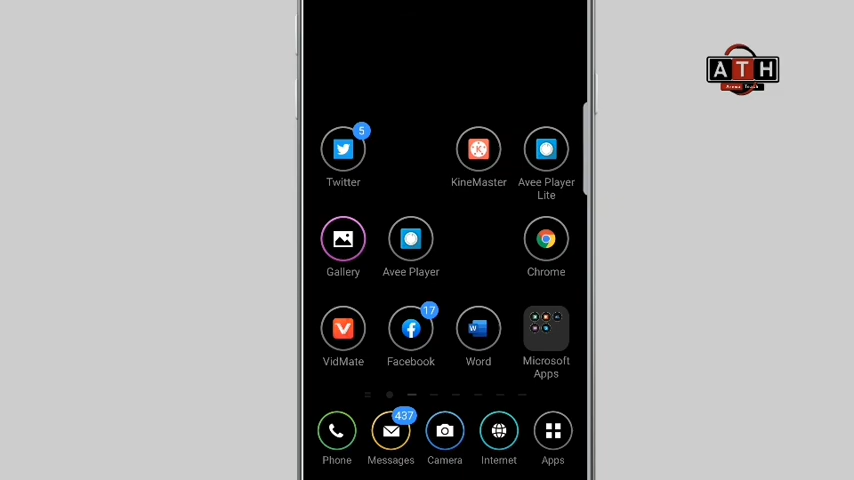 ATH
5
Twitter
KineMaster
Avee Player
Lite
Gallery
Avee Player
Chrome
17
VidMate
Facebook
Word
Microsoft
Apps
437
Phone
Messages
Camera
Internet
Apps